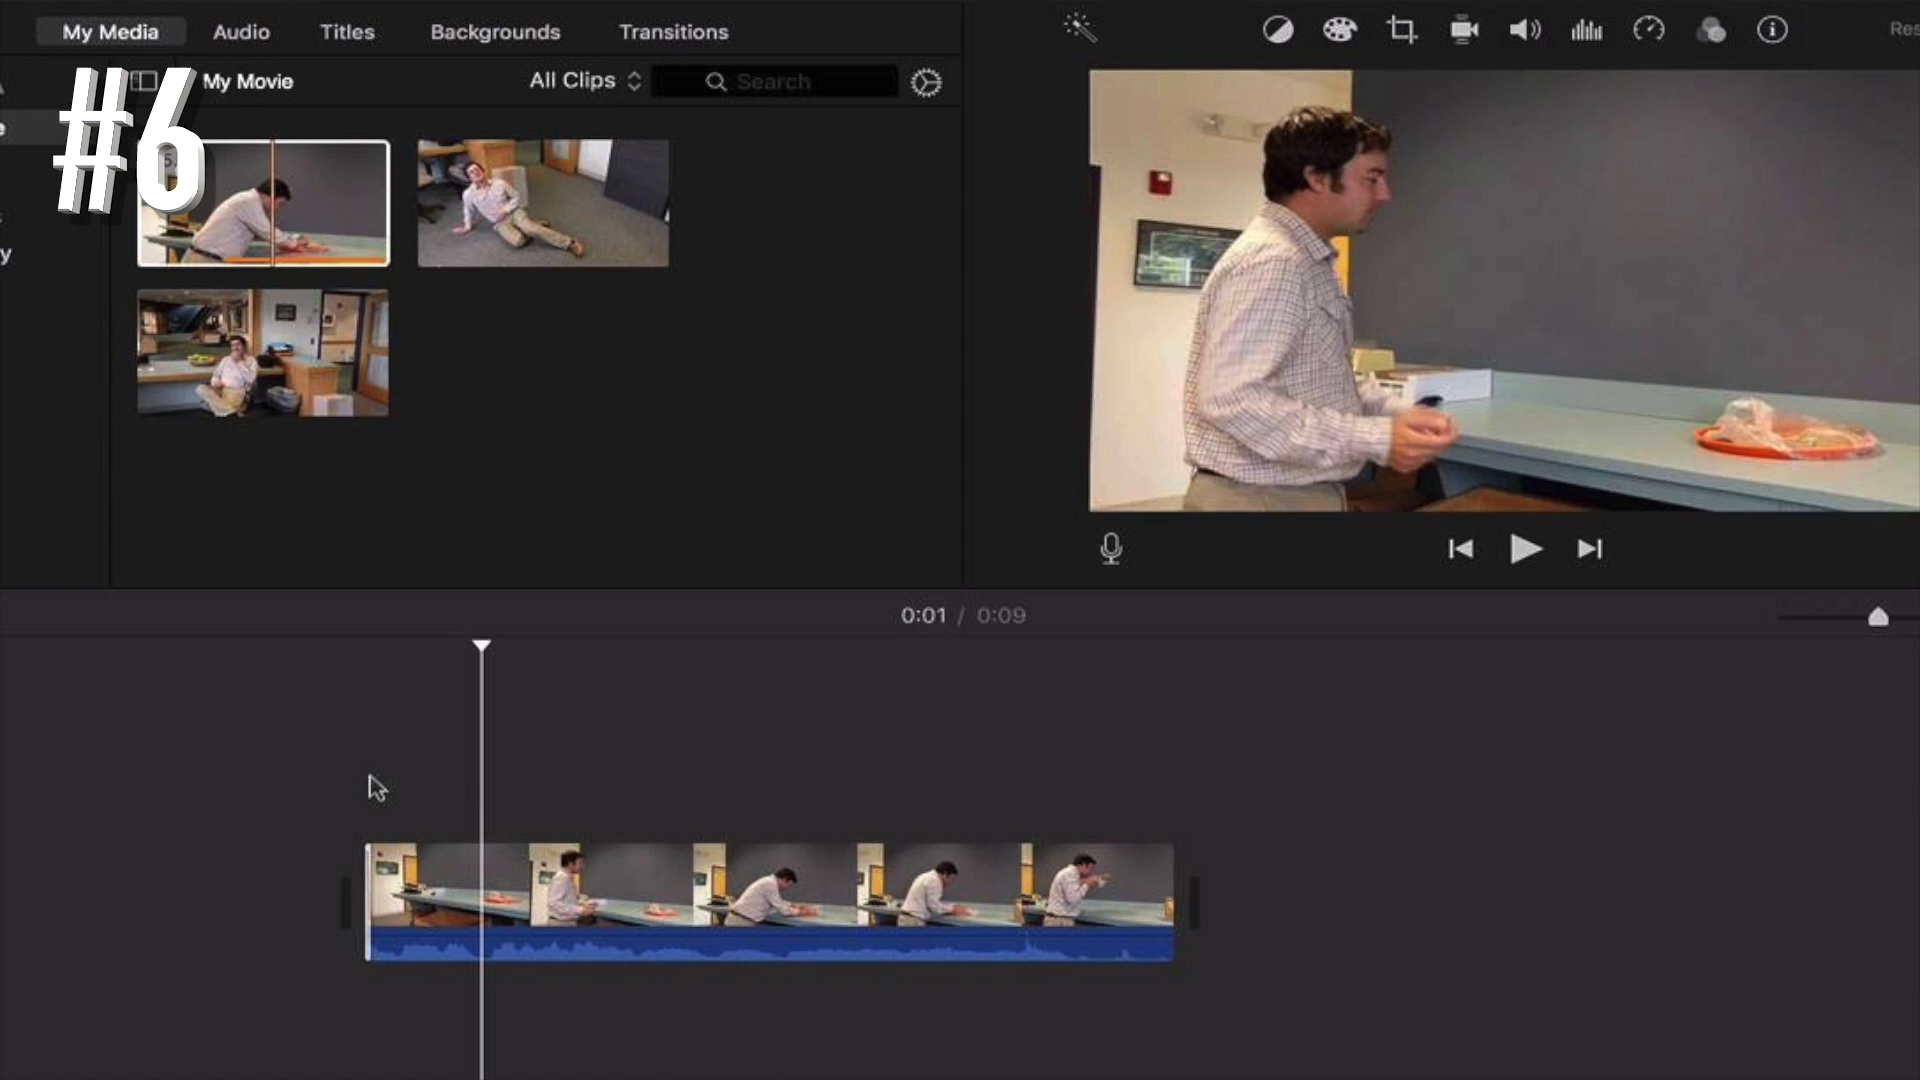 My Media Audio Titles Backgrounds Transitions
My Movie All Clips Search
#6
0:01 / 0:09